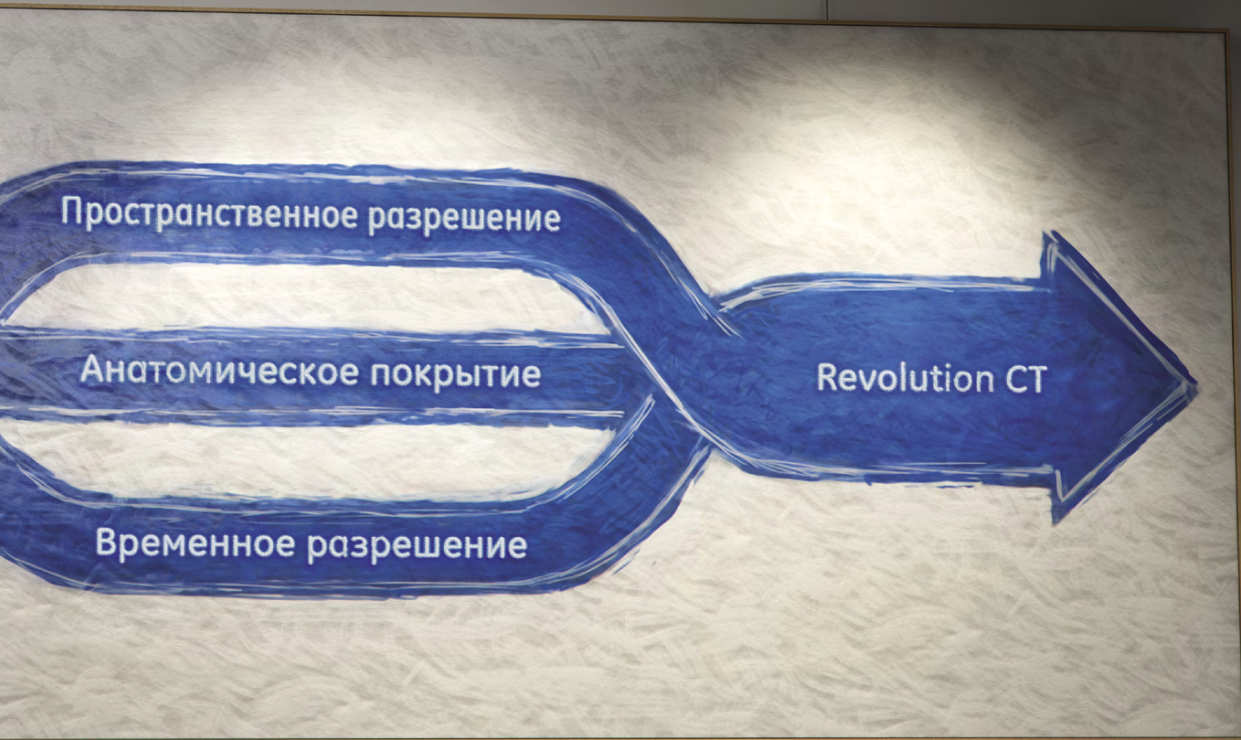 Пространственное разрешение
Анатомическое покрытие
Revolution CT
Временное разрешение